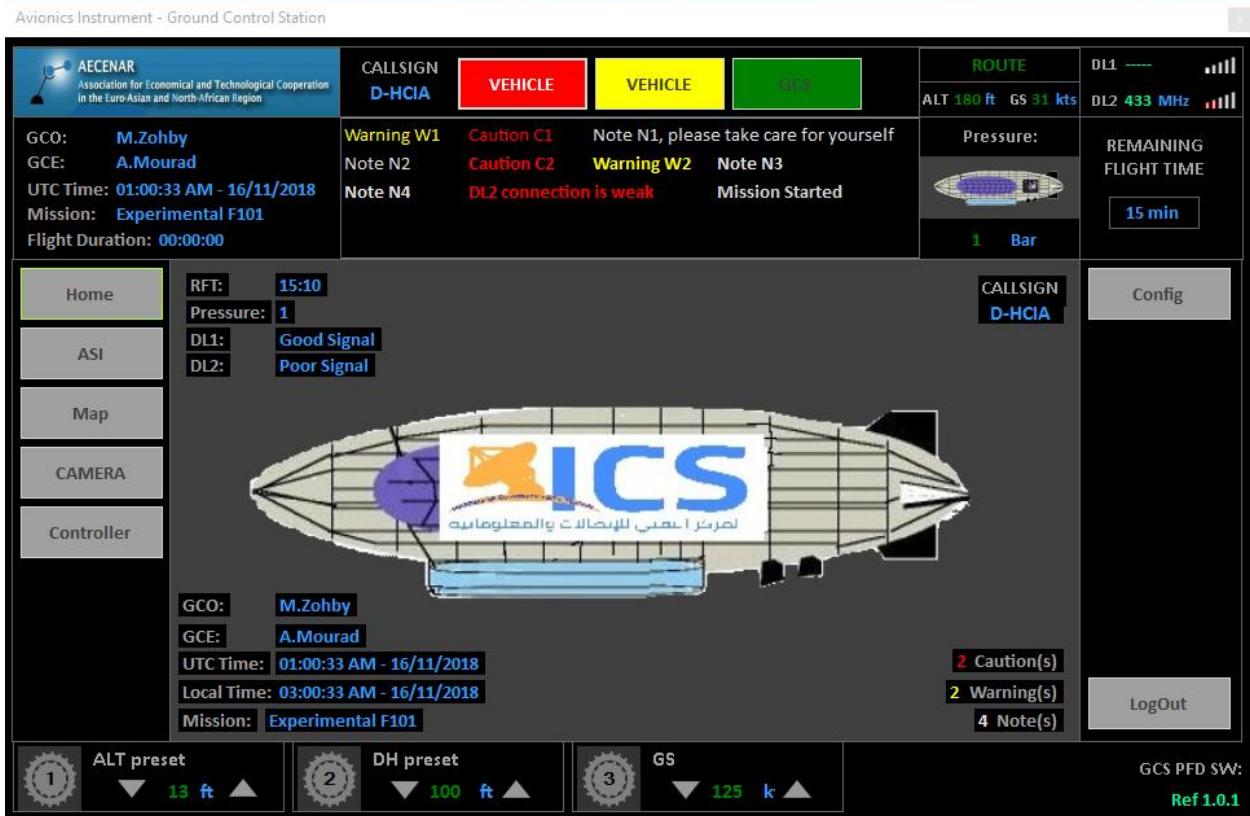 Avionics Instrument - Ground Control Station
x
AECENAR
Association for Economical and Technological Cooperation
in the Euro-Asian and North-African Region
CALLSIGN
D-HCIA
VEHICLE
VEHICLE
GCS
ROUTE
ALT 180 ft GS 31 kts
DL1 -----
DL2 433 MHz
GCO: M.Zohby
GCE: A.Mourad
UTC Time: 01:00:33 AM - 16/11/2018
Mission: Experimental F101
Flight Duration: 00:00:00
Warning W1 Caution C1 Note N1, please take care for yourself
Note N2 Caution C2 Warning W2 Note N3
Note N4 DL2 connection is weak Mission Started
Pressure:
1 Bar
REMAINING
FLIGHT TIME
15 min
Home
ASI
Map
CAMERA
Controller
RFT: 15:10
Pressure: 1
DL1: Good Signal
DL2: Poor Signal
CALLSIGN
D-HCIA
Config
ICS
للإتصالات والمعلوماتية
GCO: M.Zohby
GCE: A.Mourad
UTC Time: 01:00:33 AM - 16/11/2018
Local Time: 03:00:33 AM - 16/11/2018
Mission: Experimental F101
2 Caution(s)
2 Warning(s)
4 Note(s)
LogOut
1
ALT preset
13 ft
2
DH preset
100 ft
3
GS
125 k
GCS PFD SW:
Ref 1.0.1